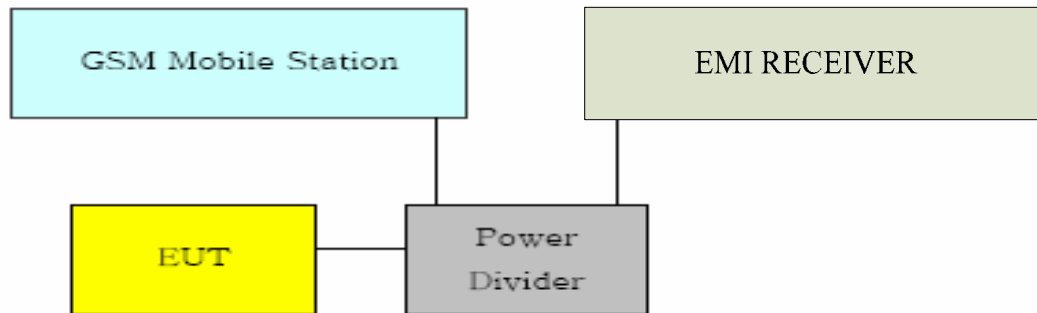 GSM Mobile Station
EMI RECEIVER
EUT
Power
Divider